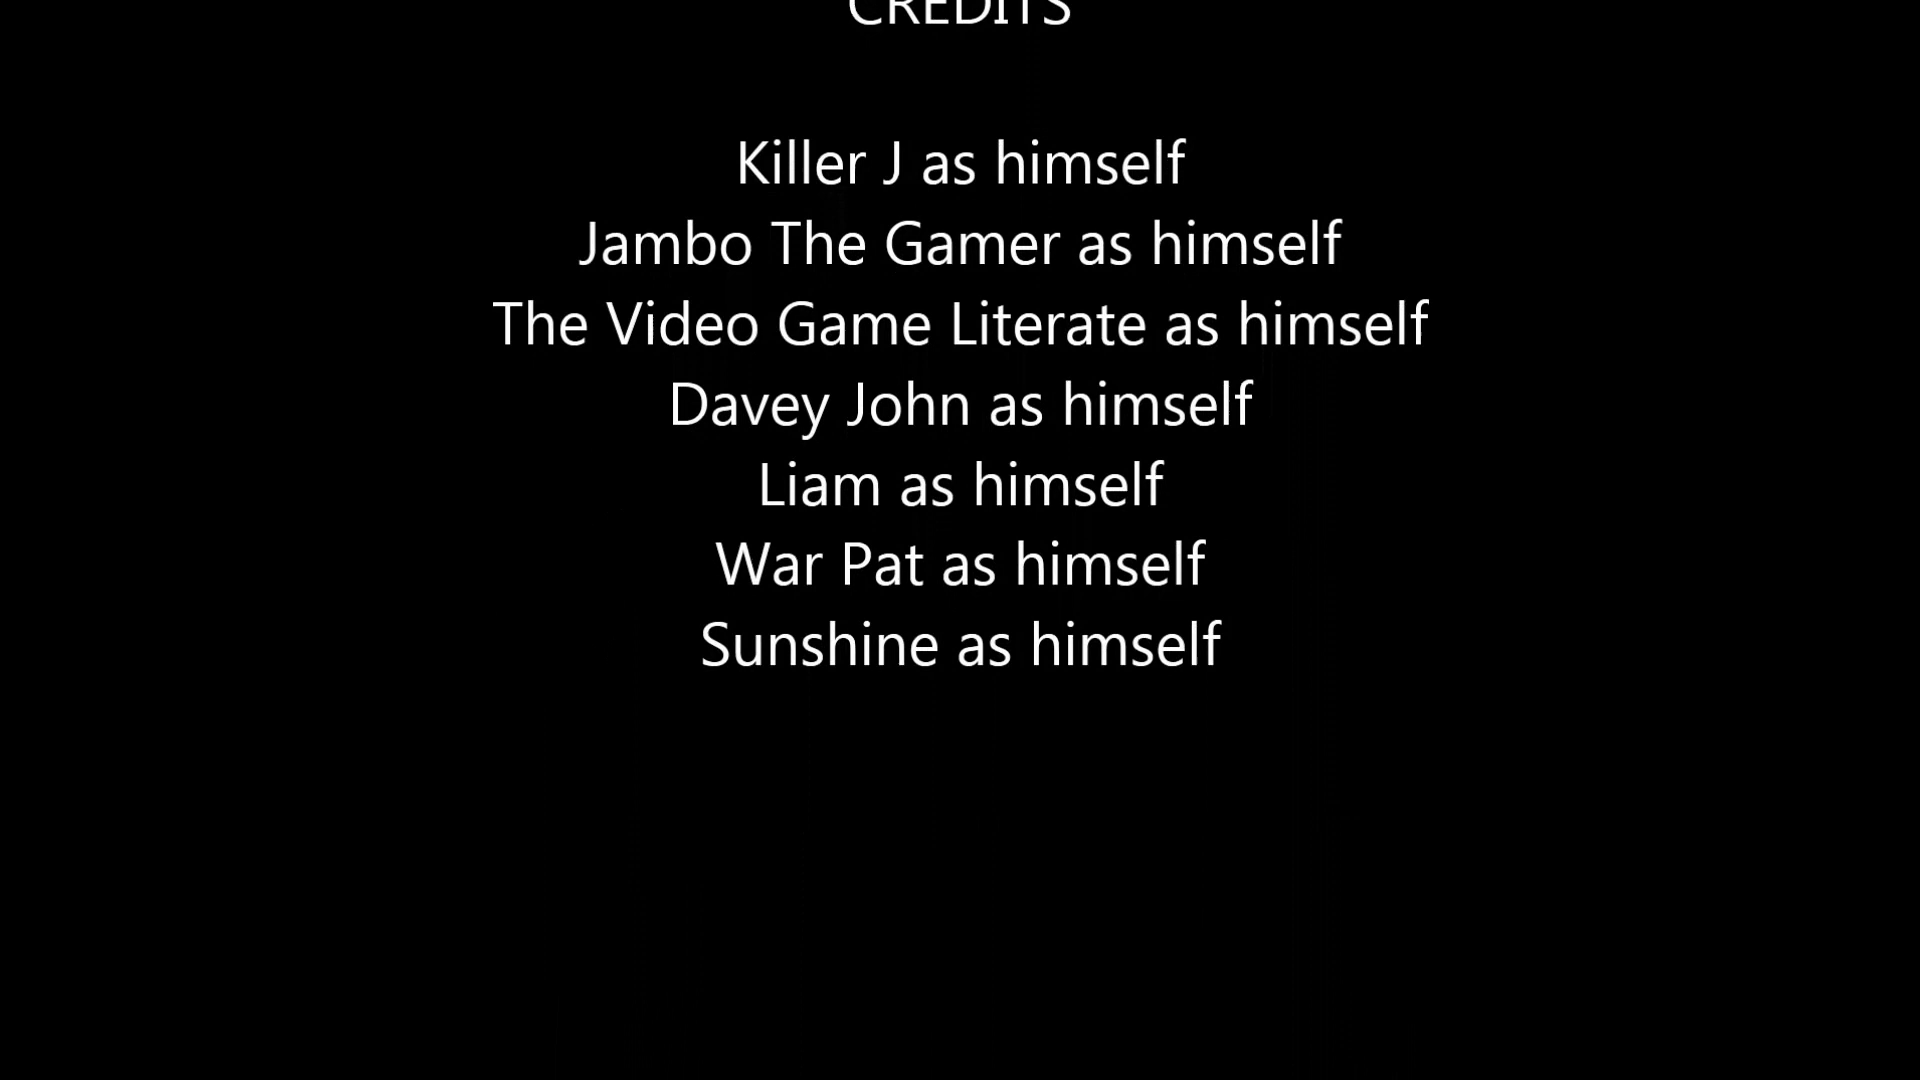 CREDITS
Killer J as himself
Jambo The Gamer as himself
The Video Game Literate as himself
Davey John as himself
Liam as himself
War Pat as himself
Sunshine as himself